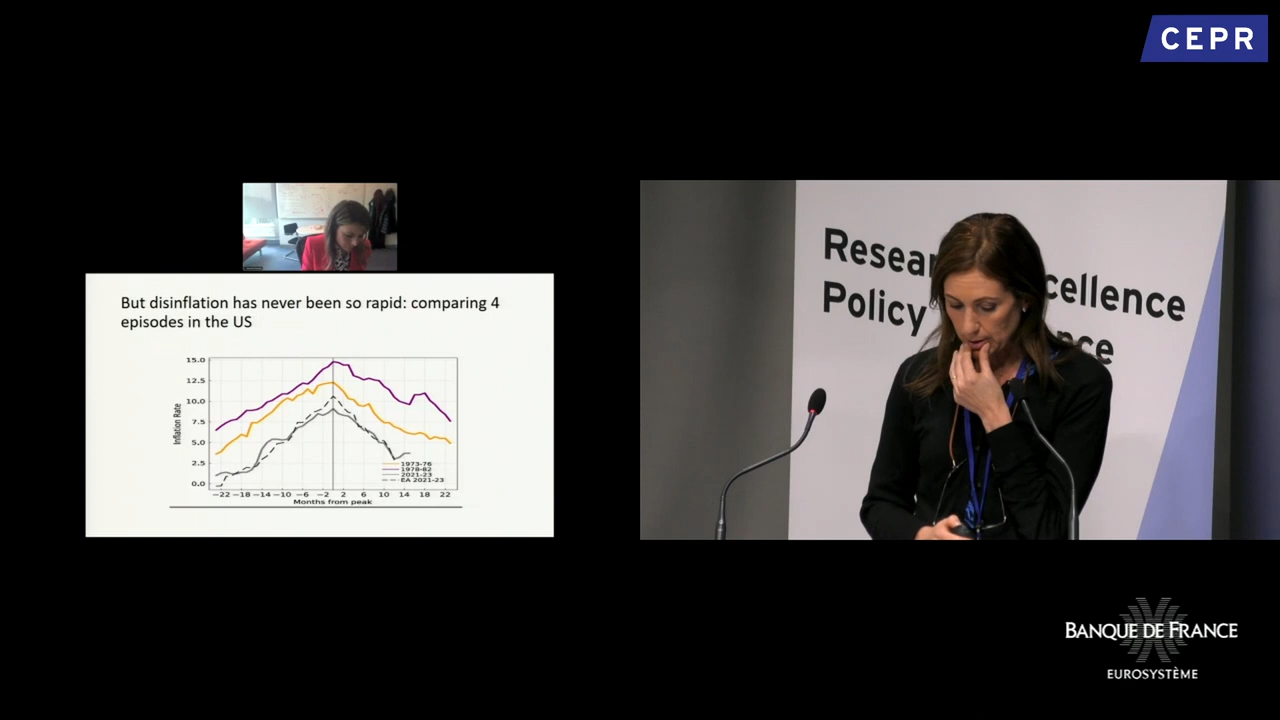 CEPR
But disinflation has never been so rapid: comparing 4
episodes in the US
15.0
12.5
10.0
7.5
5.0
2.5
0.0
Inflation Rate
1973-76
1978-82
2021-23
EA 2021-23
−22 −18 −14 −10 −6 −2 2 6 10 14 18 22
Months from peak
cellence
Policy
BANQUE DE FRANCE
EUROSYSTÈME